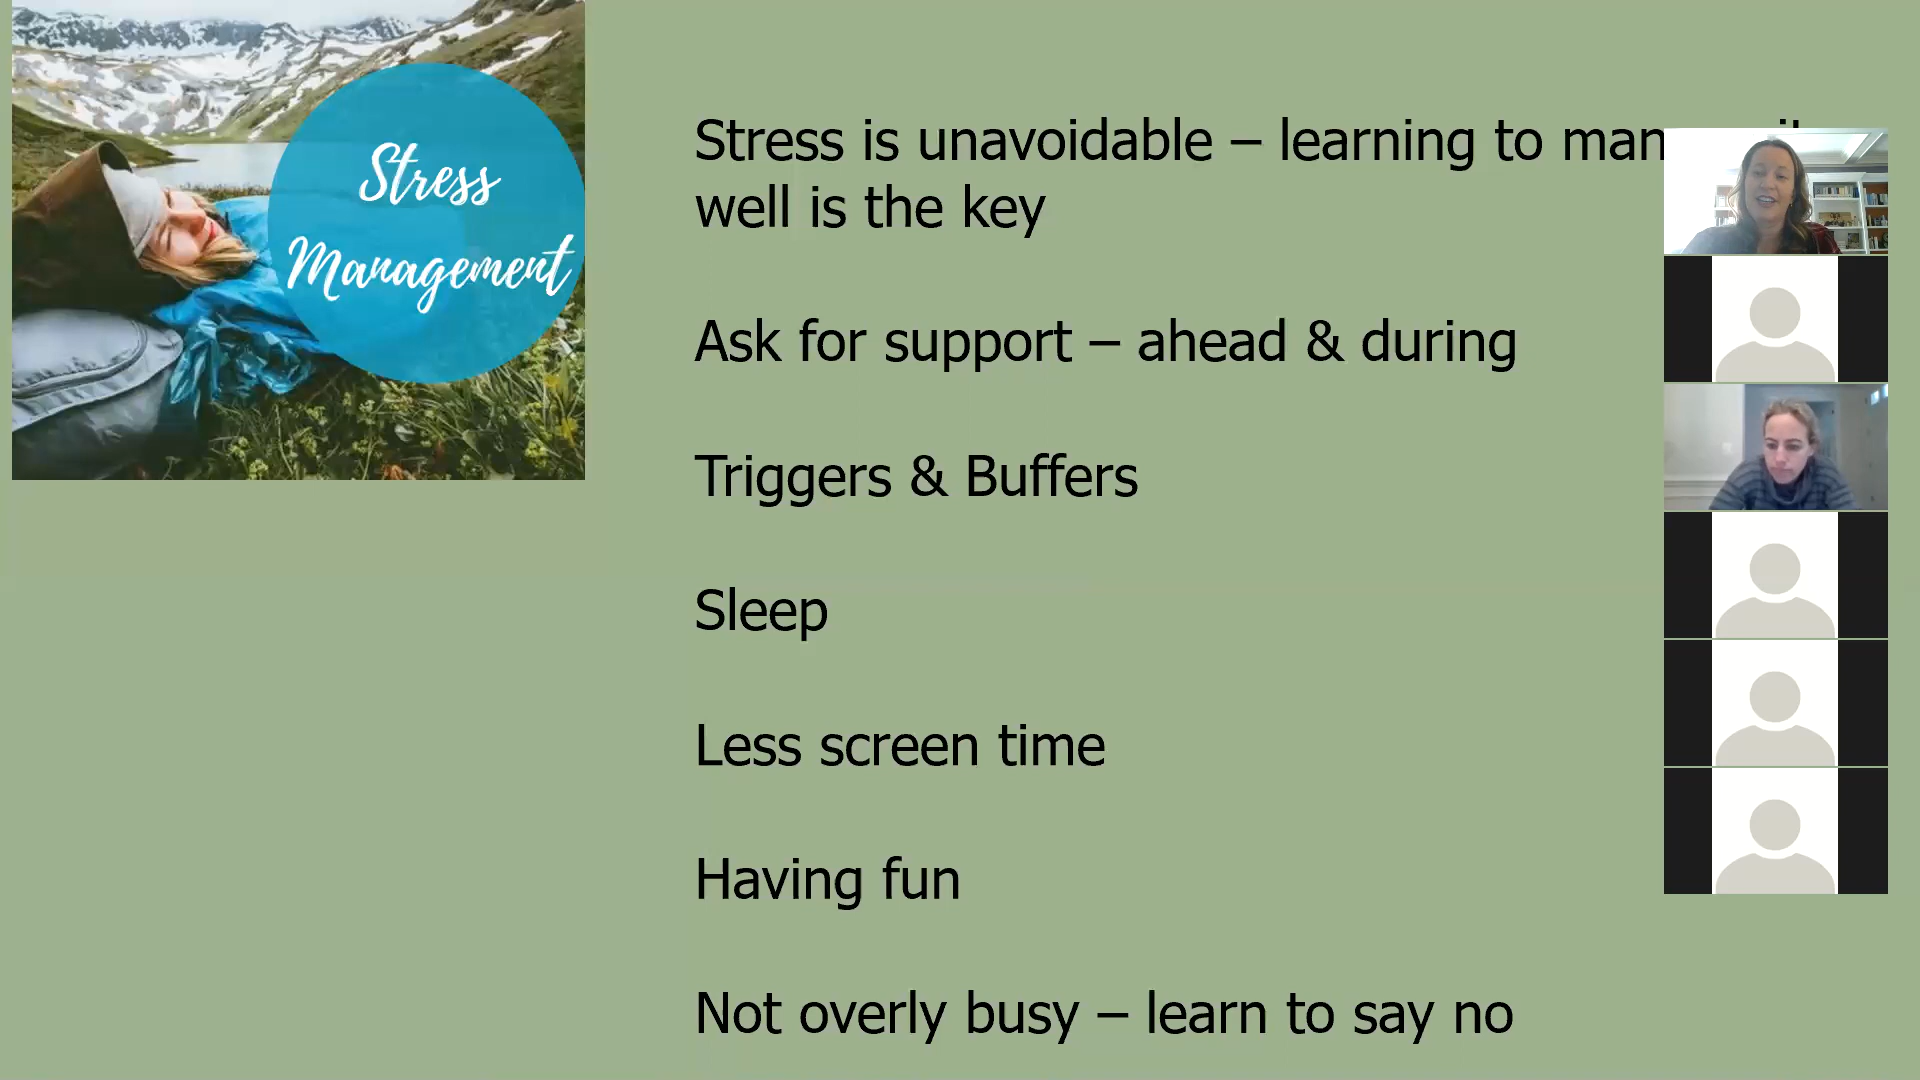 Stress
Management
Stress is unavoidable – learning to
well is the key
Ask for support – ahead & during
Triggers & Buffers
Sleep
Less screen time
Having fun
Not overly busy – learn to say no